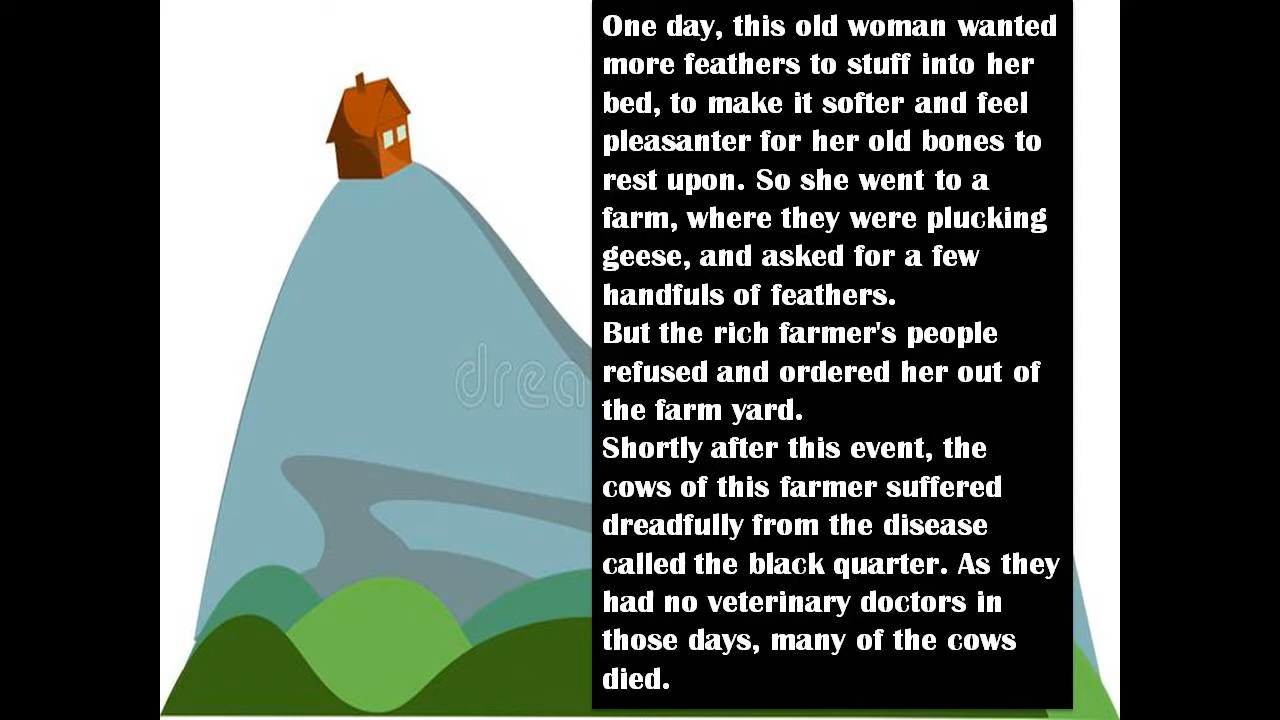 One day, this old woman wanted
more feathers to stuff into her
bed, to make it softer and feel
pleasanter for her old bones to
rest upon. So she went to a
farm, where they were plucking
geese, and asked for a few
handfuls of feathers.
But the rich farmer's people
refused and ordered her out of
the farm yard.
Shortly after this event, the
cows of this farmer suffered
dreadfully from the disease
called the black quarter. As they
had no veterinary doctors in
those days, many of the cows
died.
drea